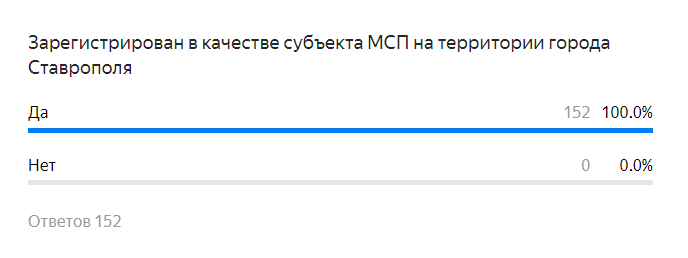 Зарегистрирован в качестве субъекта МСП на территории города
Ставрополя
Да 152 100.0%
Нет 0 0.0%
Ответов 152